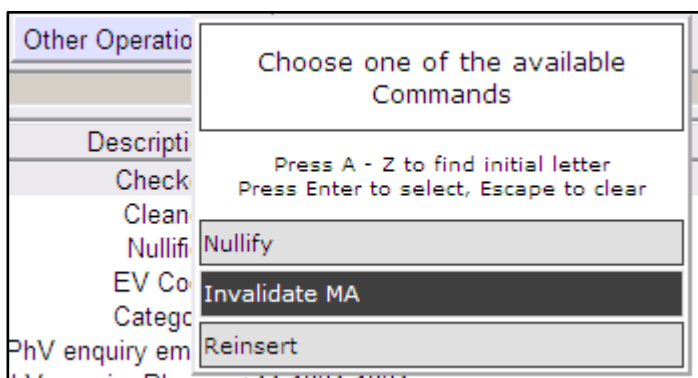 Other Operatio
Choose one of the available
Commands
Descripti
Press A - Z to find initial letter
Check
Press Enter to select, Escape to clear
Clean
Nullifi
Nullify
EV Co
Invalidate MA
Catego
PhV enquiry em
Reinsert